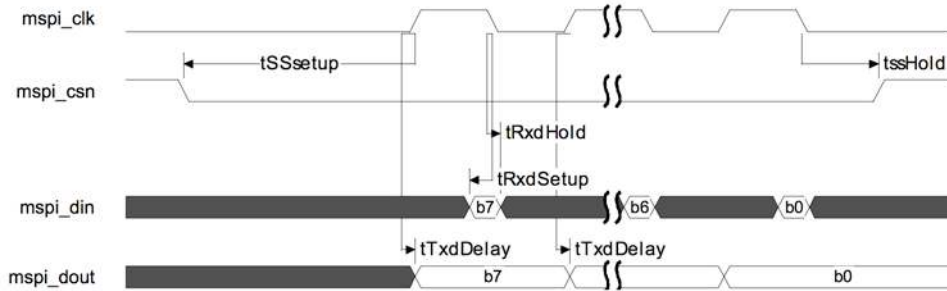 mspi_clk
tSSsetup
tssHold
mspi_csn
tRxdHold
tRxdSetup
mspi_din
b7
b6
b0
tTxdDelay
tTxdDelay
mspi_dout
b7
b0